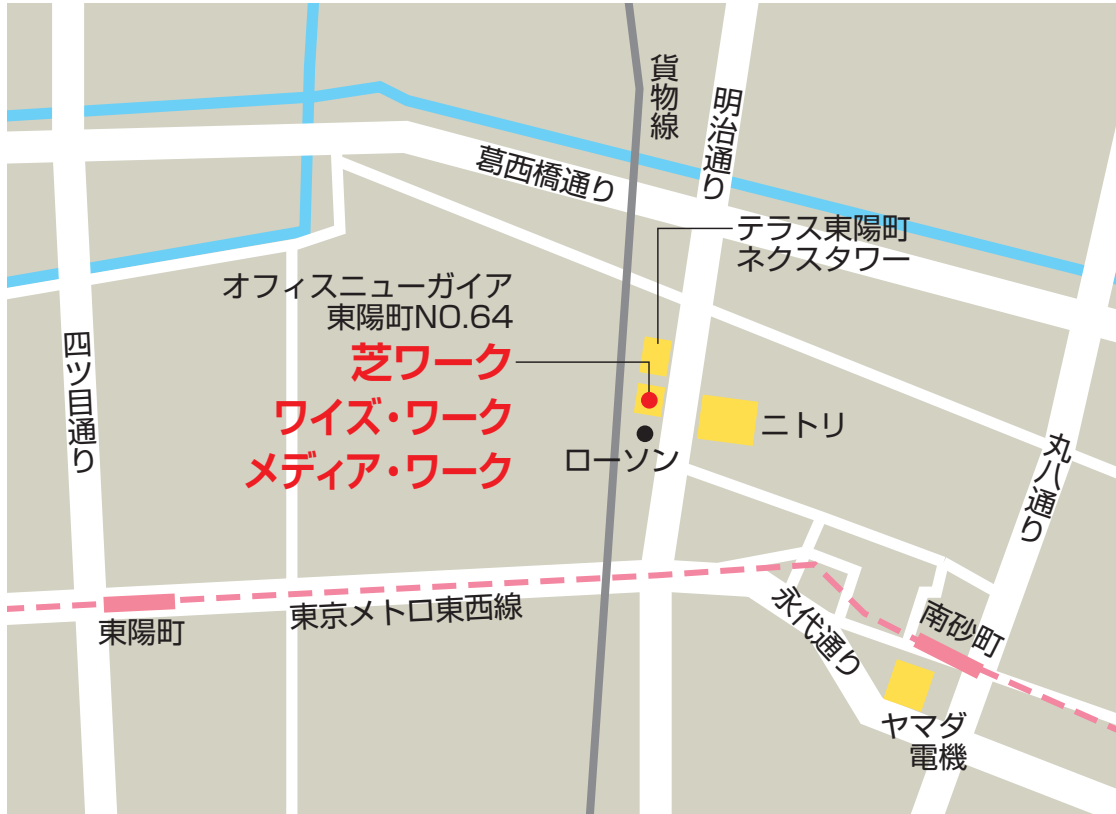 貨物線
明治通り
葛西橋通り
テラス東陽町
ネクスタワー
オフィスニューガイア
東陽町NO.64
芝ワーク
ワイズ・ワーク
メディア・ワーク
四ツ目通り
ニトリ
ローソン
丸八通り
東京メトロ東西線
東陽町
永代通り
南砂町
ヤマダ
電機